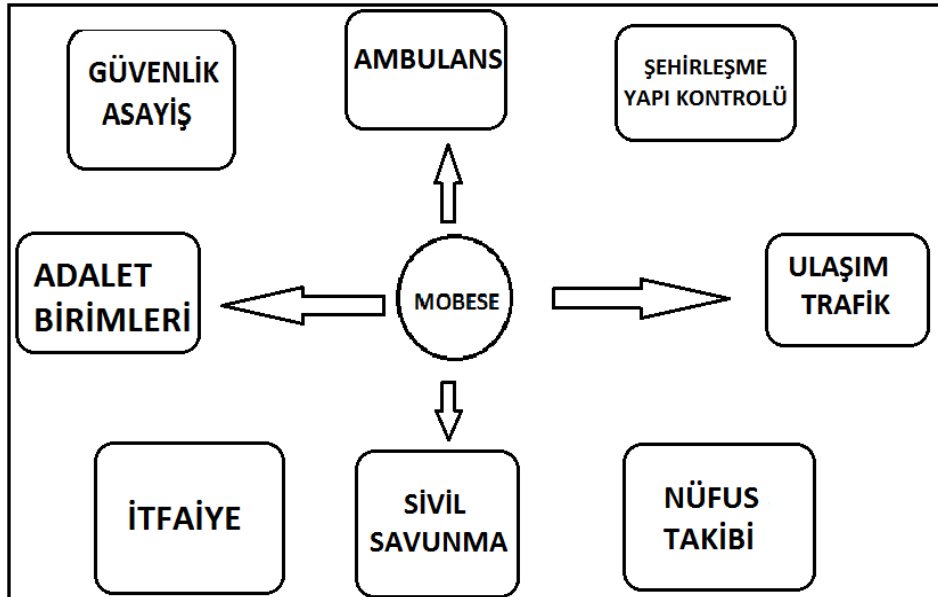 GÜVENLİK
ASAYİŞ
AMBULANS
ŞEHİRLEŞME
YAPI KONTROLÜ
ADALET
BİRİMLERİ
MOBESE
ULAŞIM
TRAFİK
İTFAİYE
SİVİL
SAVUNMA
NÜFUS
TAKİBİ